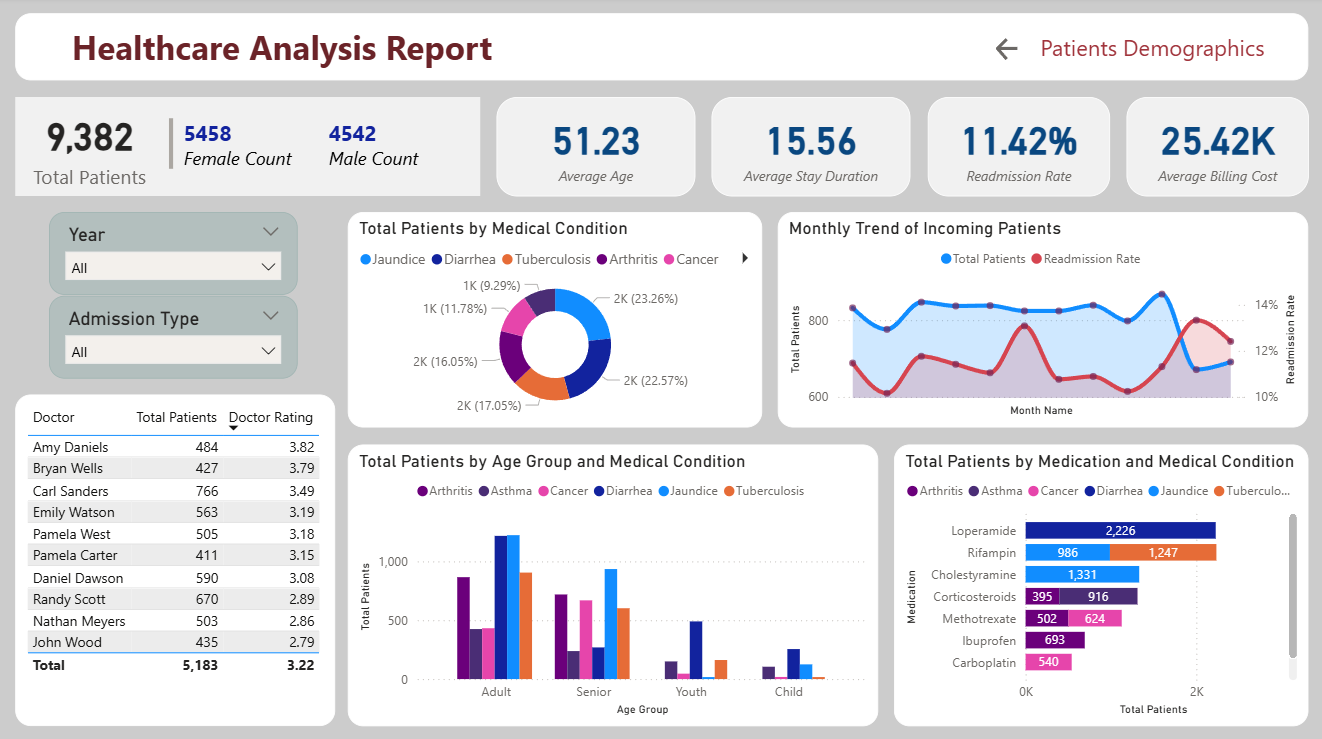 Healthcare Analysis Report
Patients Demographics
9,382
Total Patients
5458
Female Count
4542
Male Count
51.23
Average Age
15.56
Average Stay Duration
11.42%
Readmission Rate
25.42K
Average Billing Cost
Year
All
Admission Type
All
Doctor Total Patients Doctor Rating
Amy Daniels 484 3.82
Bryan Wells 427 3.79
Carl Sanders 766 3.49
Emily Watson 563 3.19
Pamela West 505 3.18
Pamela Carter 411 3.15
Daniel Dawson 590 3.08
Randy Scott 670 2.89
Nathan Meyers 503 2.86
John Wood 435 2.79
Total 5,183 3.22
Total Patients by Medical Condition
Jaundice Diarrhea Tuberculosis Arthritis Cancer
1K (9.29%)
2K (23.26%)
1K (11.78%)
2K (16.05%)
2K (22.57%)
2K (17.05%)
Monthly Trend of Incoming Patients
Total Patients Readmission Rate
Total Patients
800
600
14%
12%
10%
Readmission Rate
Month Name
Total Patients by Age Group and Medical Condition
Arthritis Asthma Cancer Diarrhea Jaundice Tuberculosis
Total Patients
1,000
500
0
Adult Senior Youth Child
Age Group
Total Patients by Medication and Medical Condition
Arthritis Asthma Cancer Diarrhea Jaundice Tuberculo...
Medication
Loperamide 2,226
Rifampin 986 1,247
Cholestyramine 1,331
Corticosteroids 395 916
Methotrexate 502 624
Ibuprofen 693
Carboplatin 540
0K 2K
Total Patients